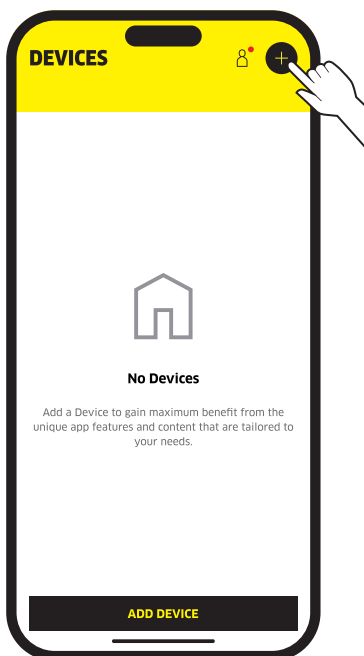 DEVICES
No Devices
Add a Device to gain maximum benefit from the
unique app features and content that are tailored to
your needs.
ADD DEVICE